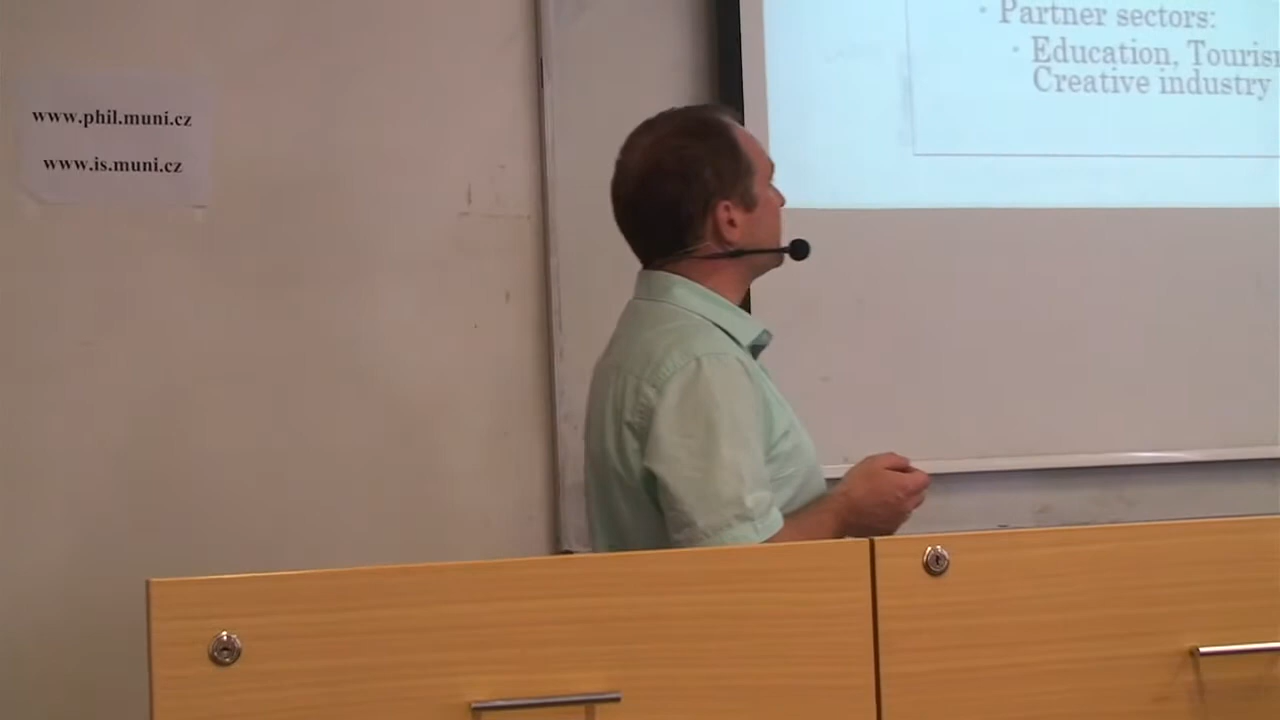 www.phil.muni.cz
www.is.muni.cz
Partner sectors:
Education,
Creative industry